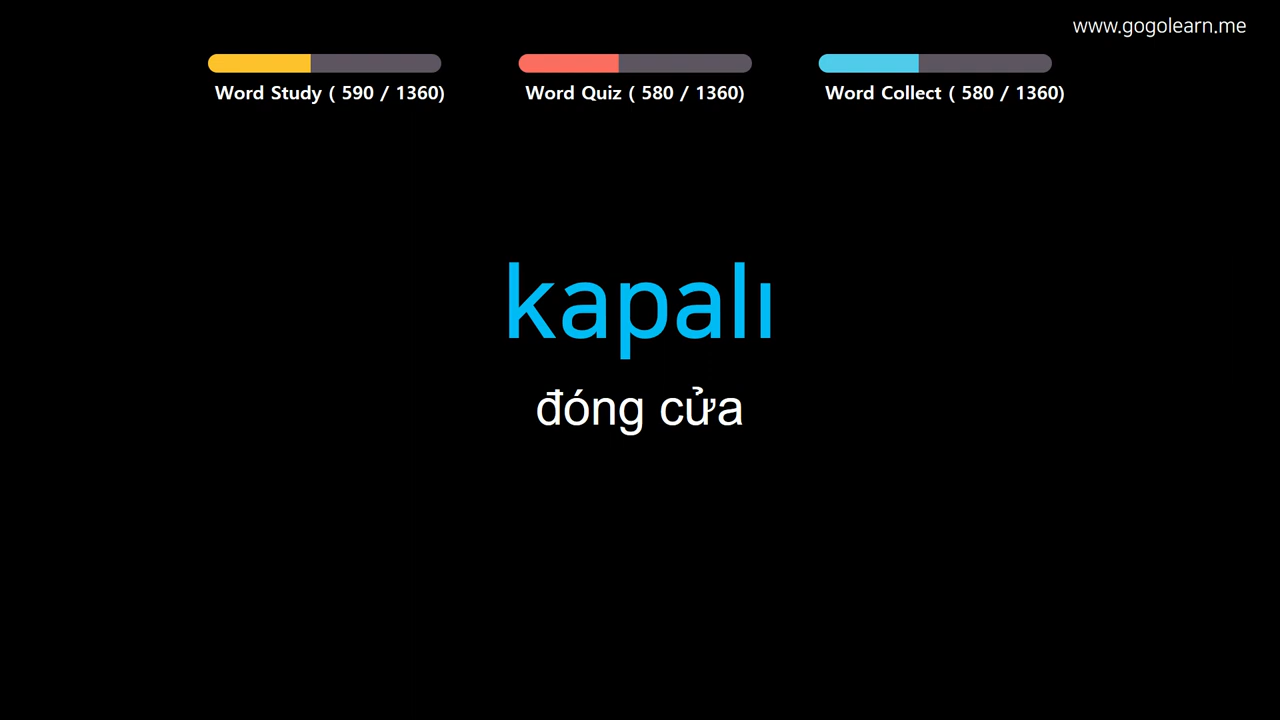 www.gogolearn.me
Word Study ( 590 / 1360)
Word Quiz ( 580 / 1360)
Word Collect ( 580 / 1360)
kapalı
đóng cửa